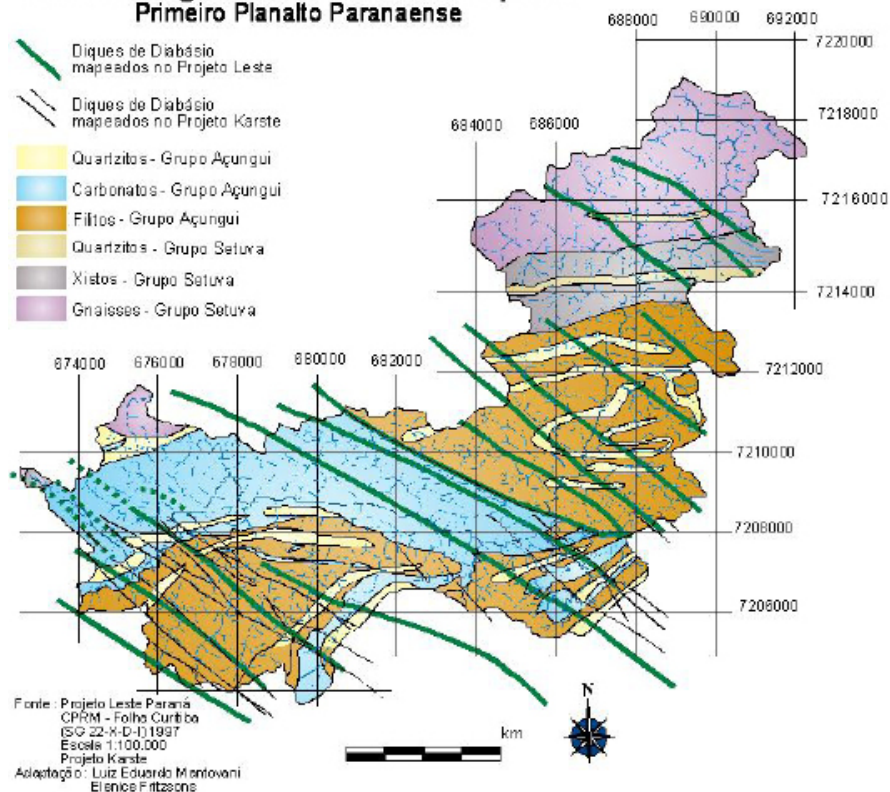 Primeiro Planalto Paranaense
Diques de Diabásio
mapeados no Projeto Leste
Diques de Diabásio
mapeados no Projeto Karste
Quartzitos - Grupo Açungui
Carbonatos - Grupo Açungui
Filitos - Grupo Açungui
Quartzitos - Grupo Setuva
Xistos - Grupo Setuva
Gnaisses - Grupo Setuva
688000 690000 692000
7220000
684000 686000
7218000
7216000
7214000
674000 676000 678000 680000 682000
7212000
7210000
7208000
7206000
Fonte: Projeto Leste Paraná
CPRM - Folha Curitiba
(SG 22-X-D-I) 1997
Escala 1:100.000
Projeto Karste
Adaptação: Luiz Eduardo Mantovani
Elenice Fritzsons
km
N